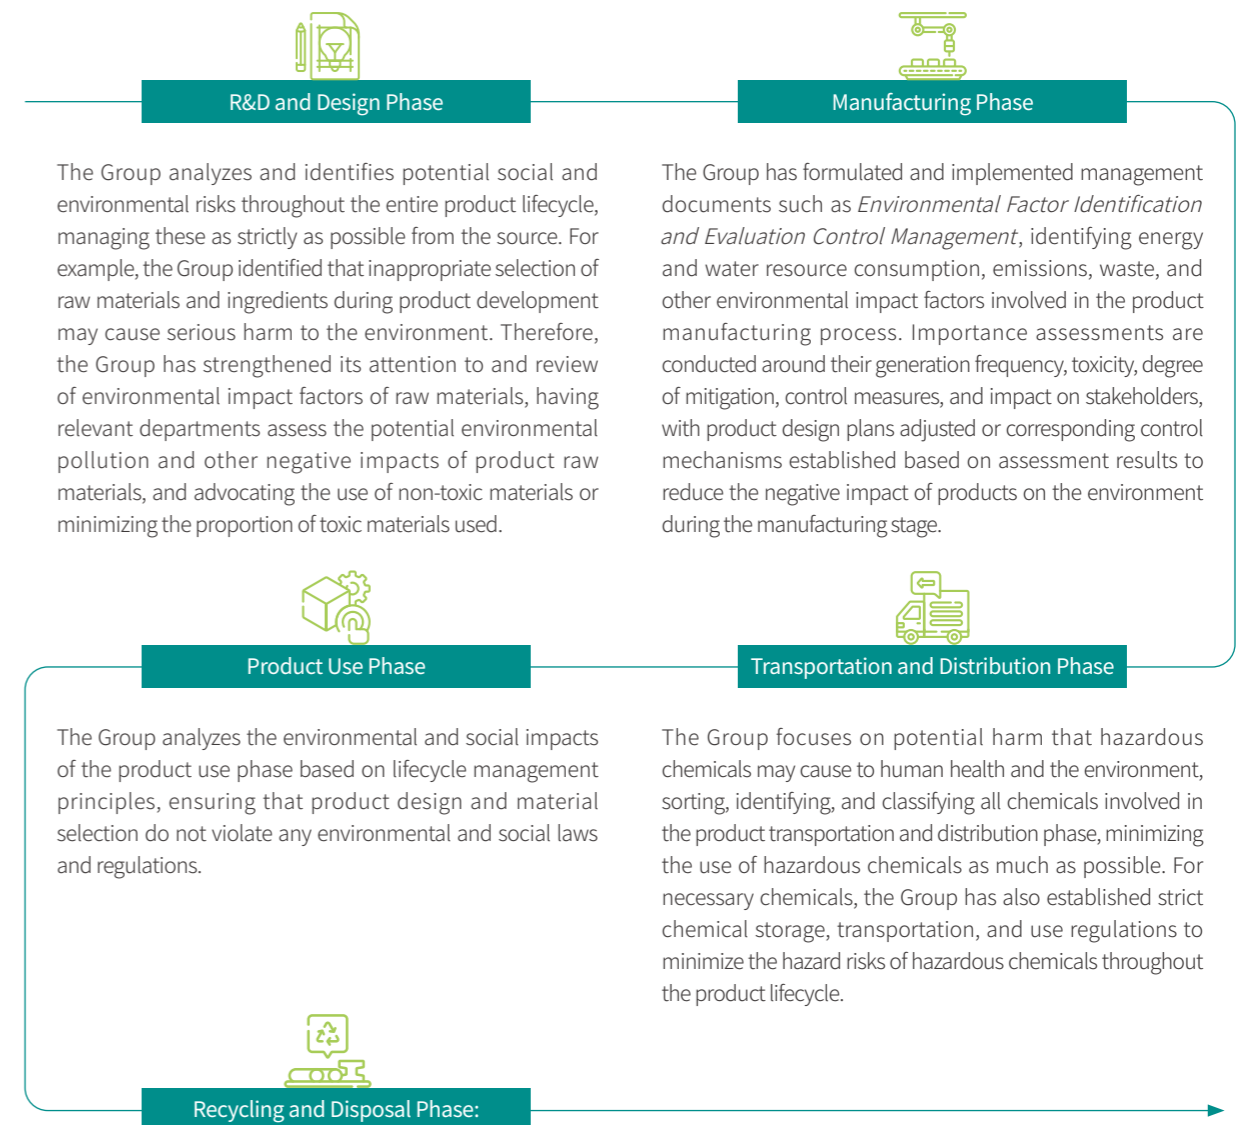 R&D and Design Phase
The Group analyzes and identifies potential social and
environmental risks throughout the entire product lifecycle,
managing these as strictly as possible from the source. For
example, the Group identified that inappropriate selection of
raw materials and ingredients during product development
may cause serious harm to the environment. Therefore,
the Group has strengthened its attention to and review
of environmental impact factors of raw materials, having
relevant departments assess the potential environmental
pollution and other negative impacts of product raw
materials, and advocating the use of non-toxic materials or
minimizing the proportion of toxic materials used.
Manufacturing Phase
The Group has formulated and implemented management
documents such as Environmental Factor Identification
and Evaluation Control Management, identifying energy
and water resource consumption, emissions, waste, and
other environmental impact factors involved in the product
manufacturing process. Importance assessments are
conducted around their generation frequency, toxicity, degree
of mitigation, control measures, and impact on stakeholders,
with product design plans adjusted or corresponding control
mechanisms established based on assessment results to
reduce the negative impact of products on the environment
during the manufacturing stage.
Transportation and Distribution Phase
The Group focuses on potential harm that hazardous
chemicals may cause to human health and the environment,
sorting, identifying, and classifying all chemicals involved in
the product transportation and distribution phase, minimizing
the use of hazardous chemicals as much as possible. For
necessary chemicals, the Group has also established strict
chemical storage, transportation, and use regulations to
minimize the hazard risks of hazardous chemicals throughout
the product lifecycle.
Product Use Phase
The Group analyzes the environmental and social impacts
of the product use phase based on lifecycle management
principles, ensuring that product design and material
selection do not violate any environmental and social laws
and regulations.
Recycling and Disposal Phase: